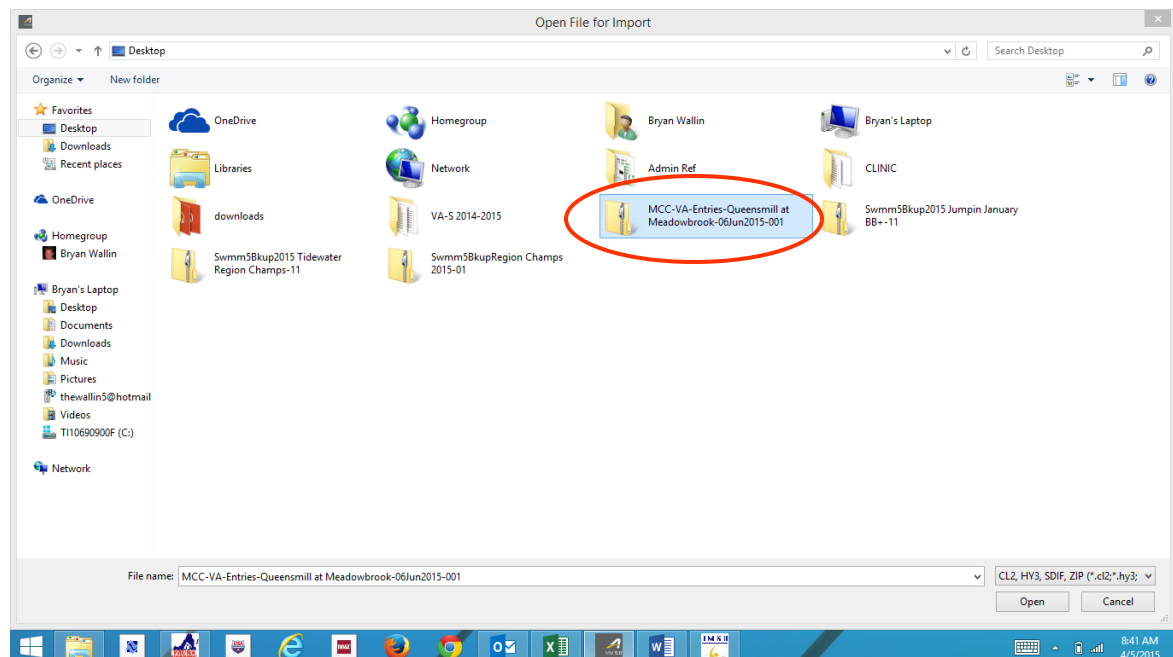 Open File for Import
Desktop
Search Desktop
Organize
New folder
Favorites
Desktop
Downloads
Recent places
OneDrive
Homegroup
Bryan Wallin
Bryan's Laptop
Desktop
Documents
Downloads
Music
Pictures
thewallin5@hotmail
Videos
TI10690900F (C:)
Network
OneDrive
Homegroup
Bryan Wallin
Bryan's Laptop
Libraries
Network
Admin Ref
CLINIC
downloads
VA-S 2014-2015
MCC-VA-Entries-Queensmill at
Meadowbrook-06Jun2015-001
Swmm5Bkup2015 Jumpin January
BB+-11
Swmm5Bkup2015 Tidewater
Region Champs-11
Swmm5BkupRegion Champs
2015-01
File name:
MCC-VA-Entries-Queensmill at Meadowbrook-06Jun2015-001
CL2, HY3, SDIF, ZIP (*.cl2;*.hy3;
Open
Cancel
8:41 AM
4/5/2015